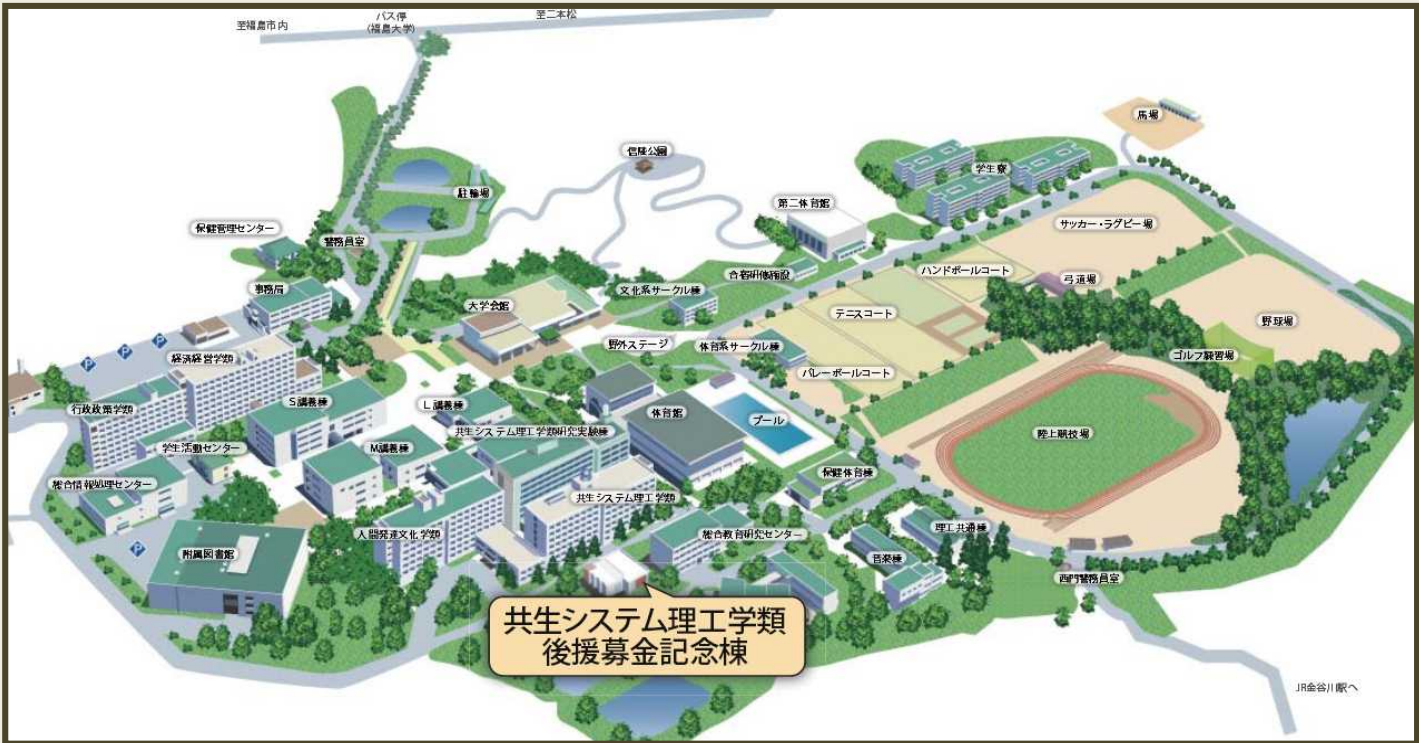 至福島市内
バス停
(福島大学)
至二本松
馬場
信陵公園
学生寮
駐輪場
第二体育館
サッカー・ラグビー場
保健管理センター
警務員室
合宿研修施設
ハンドボールコート
弓道場
事務局
文化系サークル棟
大学会館
テニスコート
野球場
野外ステージ
体育系サークル棟
ゴルフ練習場
経済経営学類
バレーボールコート
行政政策学類
S講義棟
L講義棟
体育館
プール
共生システム理工学類研究実験棟
陸上競技場
学生活動センター
M講義棟
保健体育棟
総合情報処理センター
共生システム理工学類
人間発達文化学類
総合教育研究センター
理工共通棟
附属図書館
音楽棟
西門警務員室
共生システム理工学類
後援募金記念棟
JR金谷川駅へ
P
P
P
P